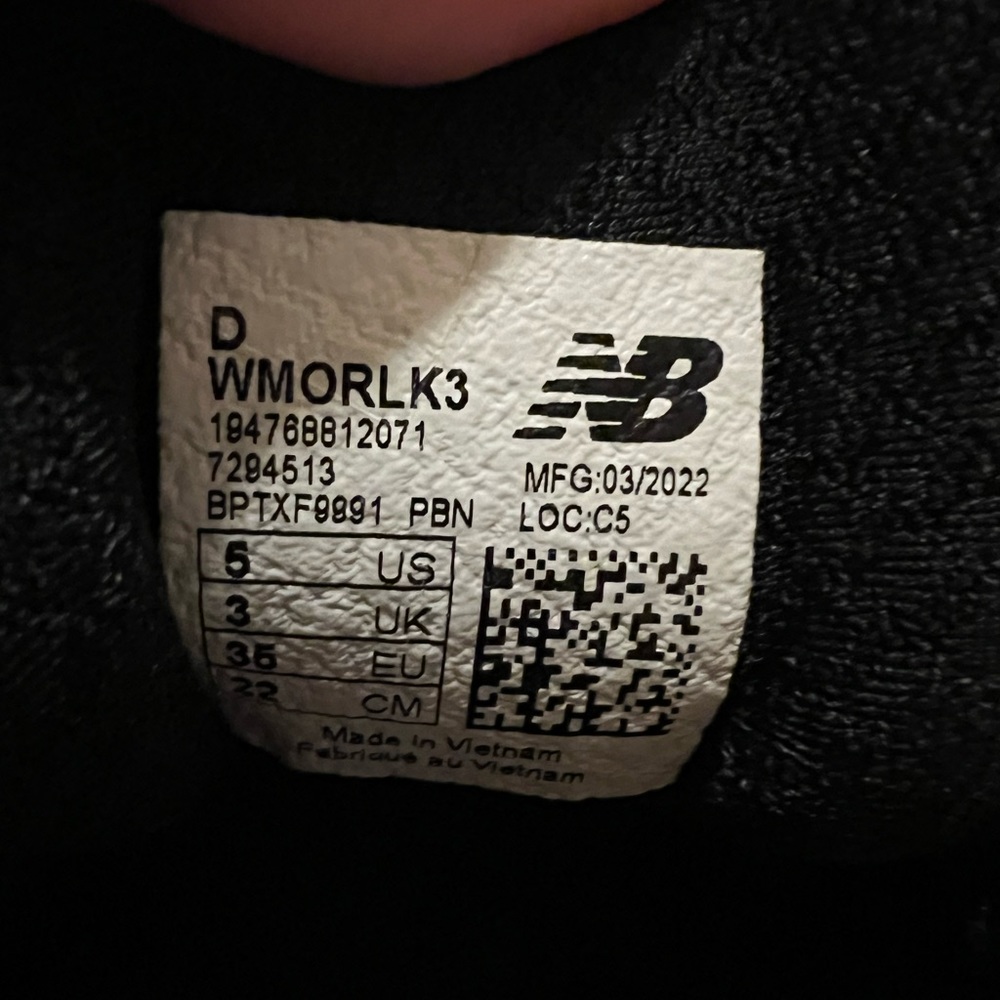 D
WMORLK3
194768812071
7294513
BPTXF9991 PBN
NB
MFG:03/2022
LOC:C5
5 US
3 UK
35 EU
22 CM
Made in Vietnam
Fabriqué au Vietnam